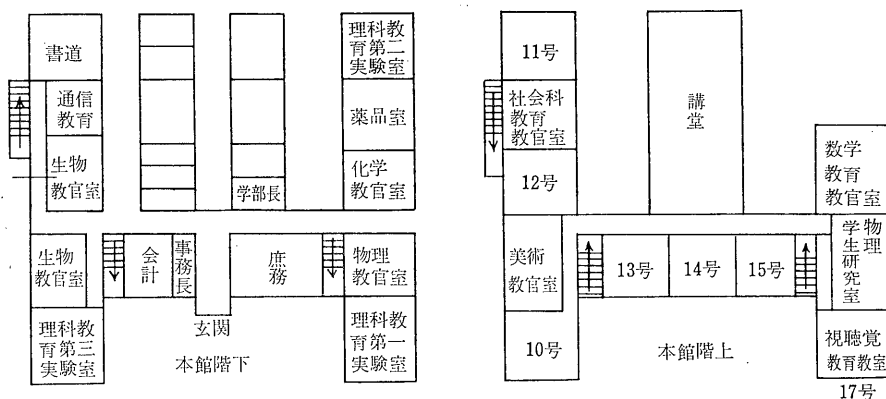 書道
通信
教育
生物
教官室
学部長
理科教
育第二
実験室
薬品室
化学
教官室
生物
教官室
会計
事務長
庶務
物理
教官室
理科教
育第三
実験室
玄関
理科教
育第一
実験室
本館階下
11号
社会科
教育
教官室
12号
講堂
数学
教育
教官室
美術
教官室
13号
14号
15号
物理
学生研究室
10号
視聴覚
教育教室
17号
本館階上